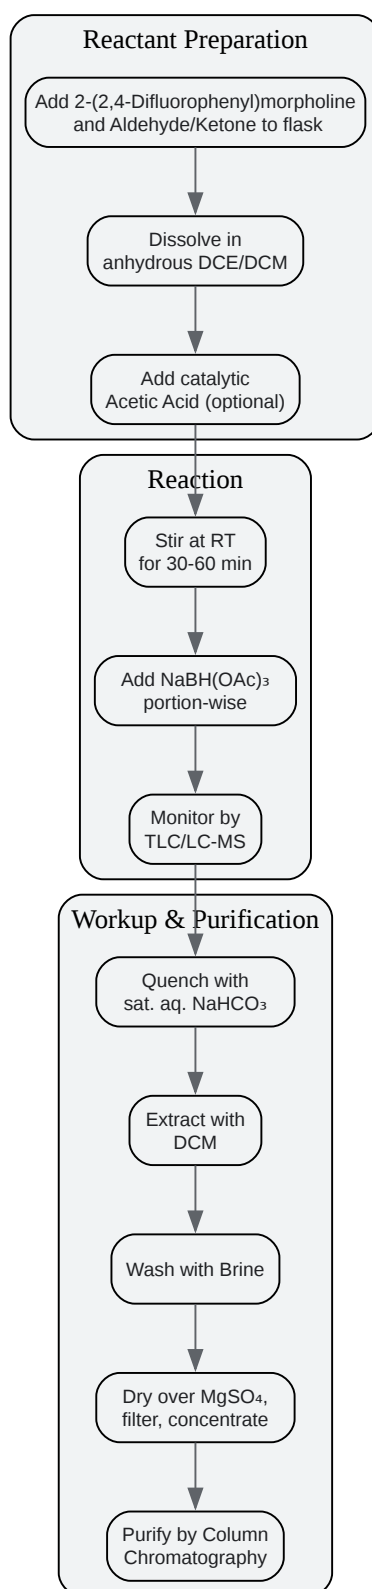 Reactant Preparation
Add 2-(2,4-Difluorophenyl)morpholine
and Aldehyde/Ketone to flask
Dissolve in
anhydrous DCE/DCM
Add catalytic
Acetic Acid (optional)
Reaction
Stir at RT
for 30-60 min
Add NaBH(OAc)₃
portion-wise
Monitor by
TLC/LC-MS
Workup & Purification
Quench with
sat. aq. NaHCO₃
Extract with
DCM
Wash with Brine
Dry over MgSO₄,
filter, concentrate
Purify by Column
Chromatography